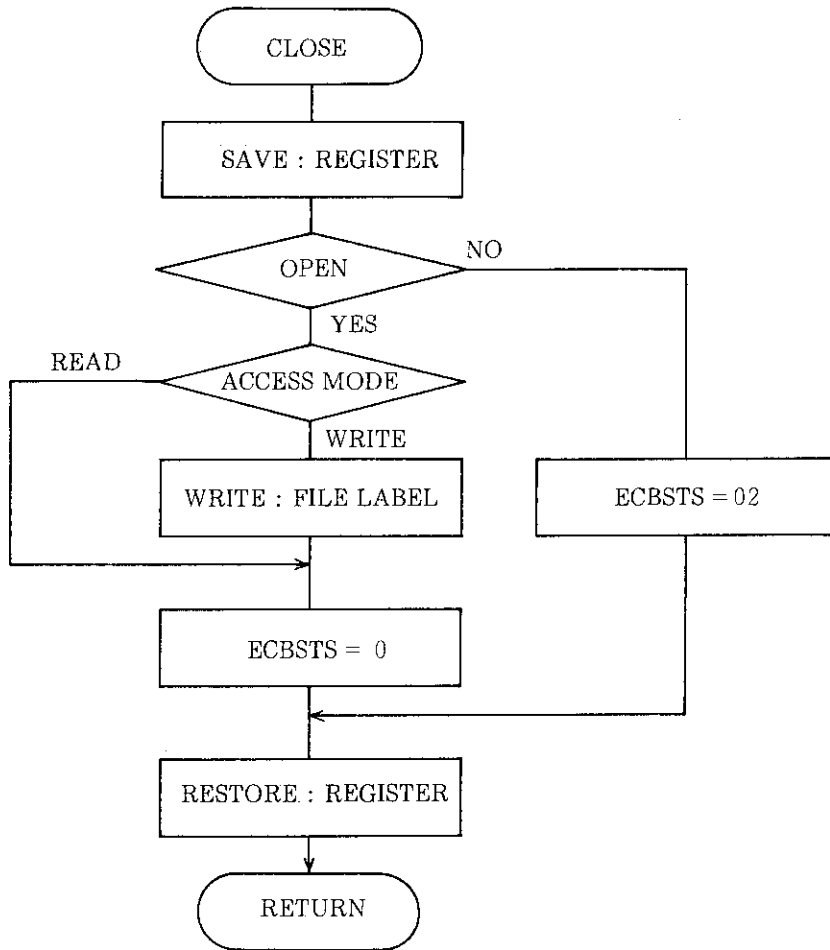 CLOSE
SAVE : REGISTER
OPEN
NO
YES
READ
ACCESS MODE
WRITE
WRITE : FILE LABEL
ECBSTS = 02
ECBSTS = 0
RESTORE : REGISTER
RETURN